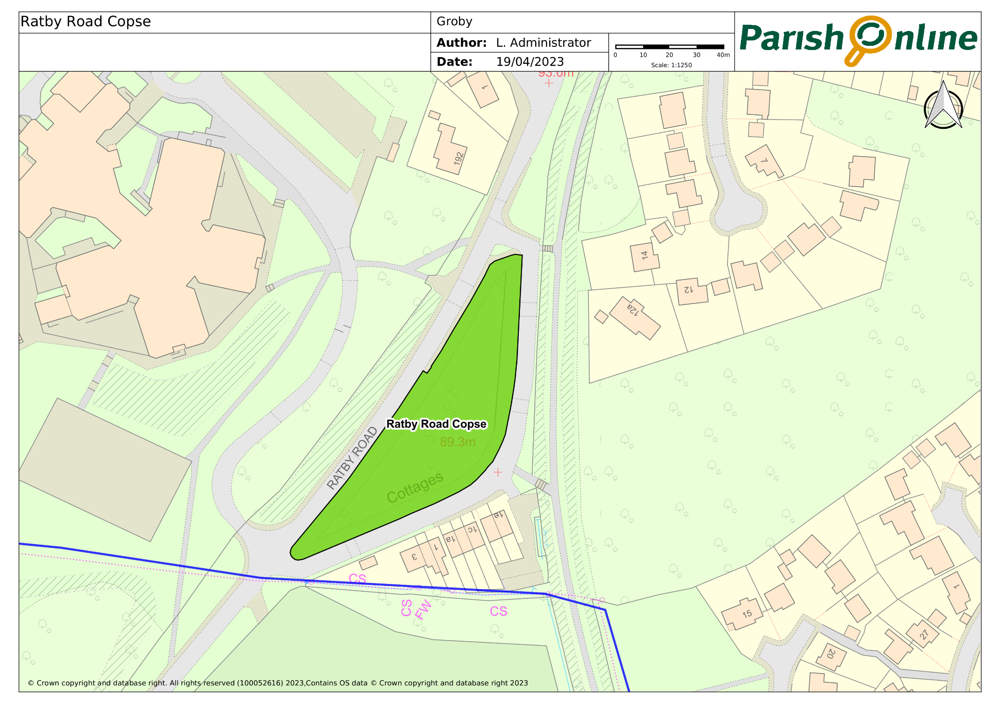 Ratby Road Copse
Groby
Author: L. Administrator
Date: 19/04/2023
0 10 20 30 40m
Scale: 1:1250
Parish Online
93.0m
1
192
7
14
12
12a
RATBY ROAD
Ratby Road Copse
89.3m
Cottages
1e
1c
1a
1
3
CS
CS
FW
CS
15
1
27
20
© Crown copyright and database right. All rights reserved (100052616) 2023,Contains OS data © Crown copyright and database right 2023